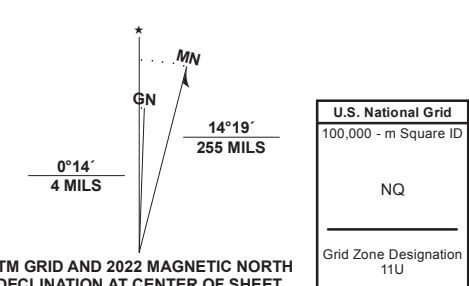 ★
MN
GN
0°14´
4 MILS
14°19´
255 MILS
TM GRID AND 2022 MAGNETIC NORTH
DECLINATION AT CENTER OF SHEET
U.S. National Grid
100,000 - m Square ID
NQ
Grid Zone Designation
11U